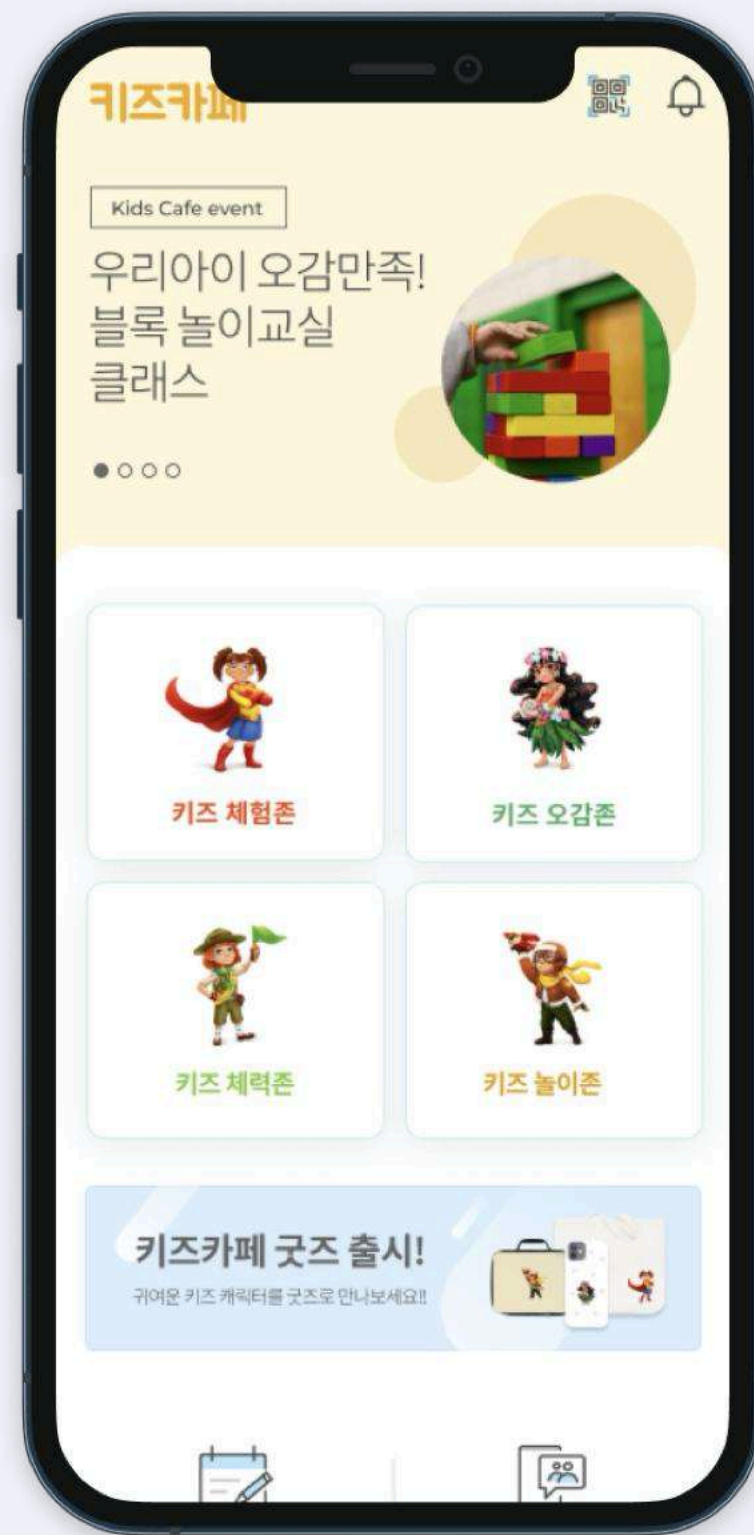 키즈카페
Kids Cafe event
우리아이 오감만족!
블록 놀이교실
클래스
키즈 체험존
키즈 오감존
키즈 체력존
키즈 놀이존
키즈카페 굿즈 출시!
귀여운 키즈 캐릭터를 굿즈로 만나보세요!!